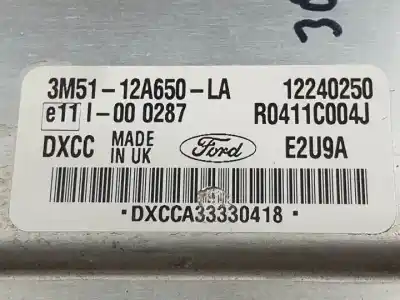 3M51-12A650-LA 12240250
e11 I-00 0287 R0411C004J
DXCC MADE IN UK Ford E2U9A
•DXCCA33330418•